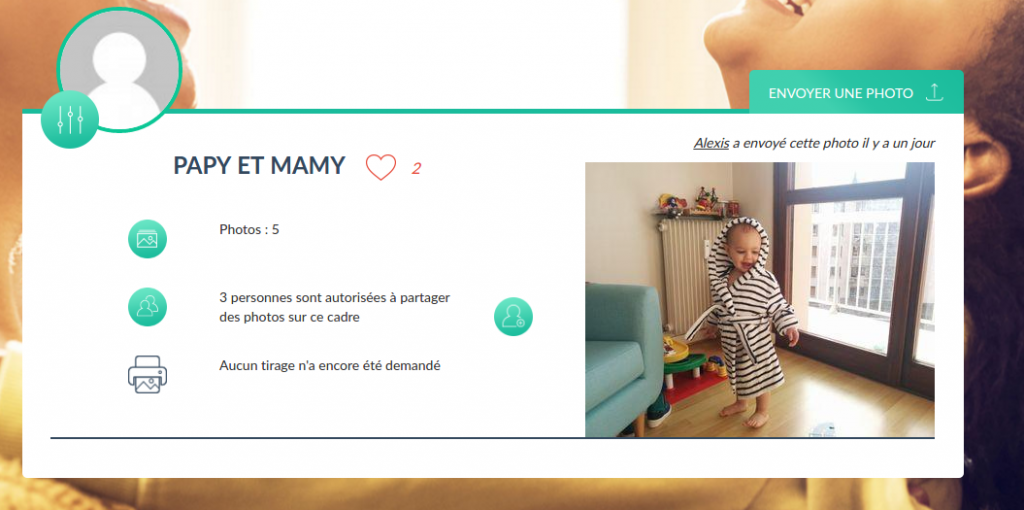 ENVOYER UNE PHOTO
Alexis a envoyé cette photo il y a un jour
PAPY ET MAMY 2
Photos : 5
3 personnes sont autorisées à partager
des photos sur ce cadre
Aucun tirage n'a encore été demandé